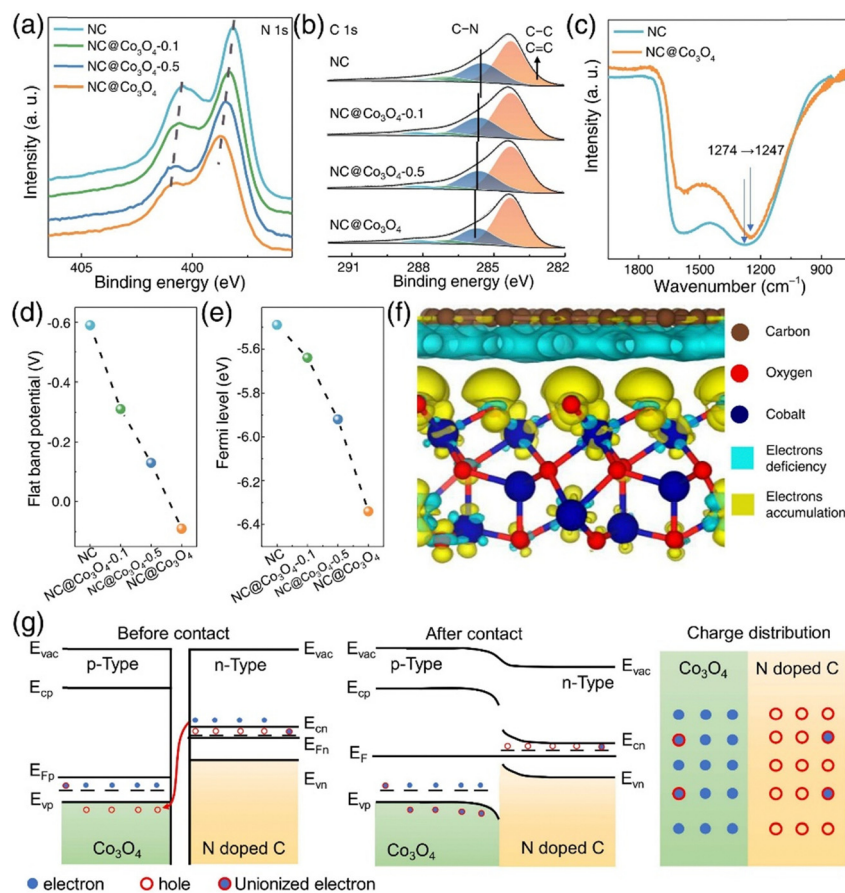 (a)
N 1s
NC
NC@Co₃O₄-0.1
NC@Co₃O₄-0.5
NC@Co₃O₄
Intensity (a. u.)
405
400
Binding energy (eV)
(b)
C 1s
C−N
C−C
C=C
NC
NC@Co₃O₄-0.1
NC@Co₃O₄-0.5
NC@Co₃O₄
Intensity (a. u.)
291
288
285
282
Binding energy (eV)
(c)
NC
NC@Co₃O₄
1274 →1247
Intensity (a. u.)
1500
1200
900
Wavenumber (cm⁻¹)
(d)
Flat band potential (V)
-0.6
-0.4
-0.2
0.0
NC
NC@Co₃O₄-0.1
NC@Co₃O₄-0.5
NC@Co₃O₄
(e)
Fermi level (eV)
-5.6
-5.8
-6.0
-6.2
-6.4
NC
NC@Co₃O₄-0.1
NC@Co₃O₄-0.5
NC@Co₃O₄
(f)
Carbon
Oxygen
Cobalt
Electrons
deficiency
Electrons
accumulation
(g)
Before contact
Evac
p-Type
n-Type
Evac
Ecp
Ecn
EFn
EFp
Evn
Evp
Co₃O₄
N doped C
After contact
Evac
p-Type
n-Type
Evac
Ecp
Ecn
EF
Evn
Evp
Co₃O₄
N doped C
Charge distribution
Co₃O₄
N doped C
electron
hole
Unionized electron